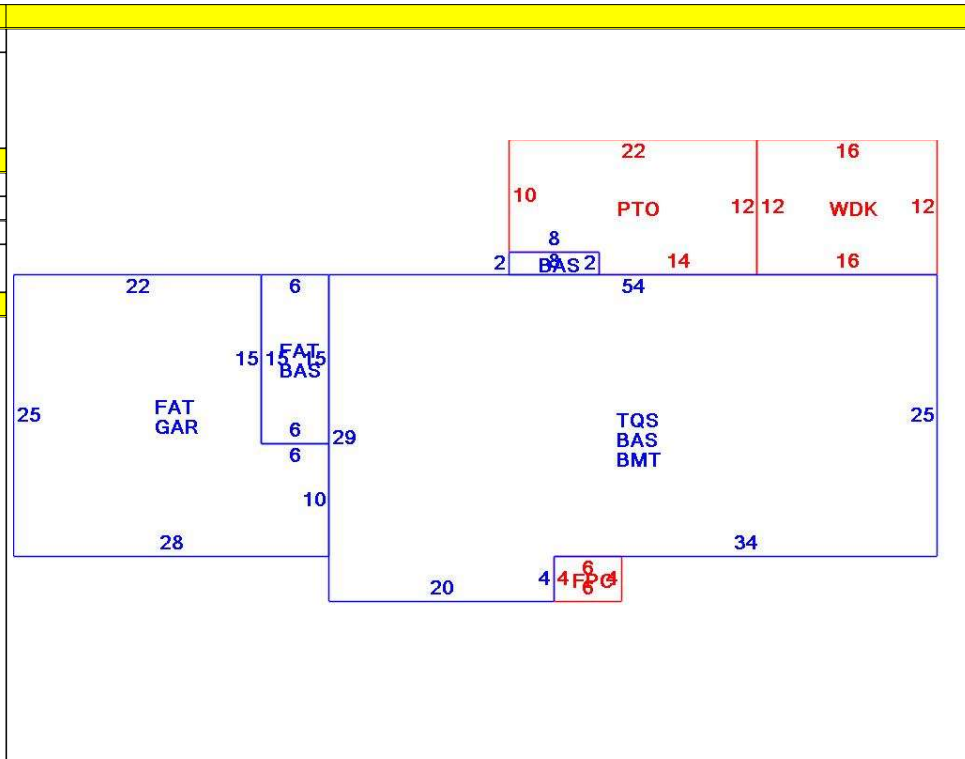 22 16
10 PTO 12 12 WDK 12
8
2 BAS 2 8 14 16
22 6 54
15 15 FAT 15
BAS
25 FAT 6 29 TQS 25
GAR 6 BAS
BMT
10
28 34
20 4 4 6 FPC 4
6